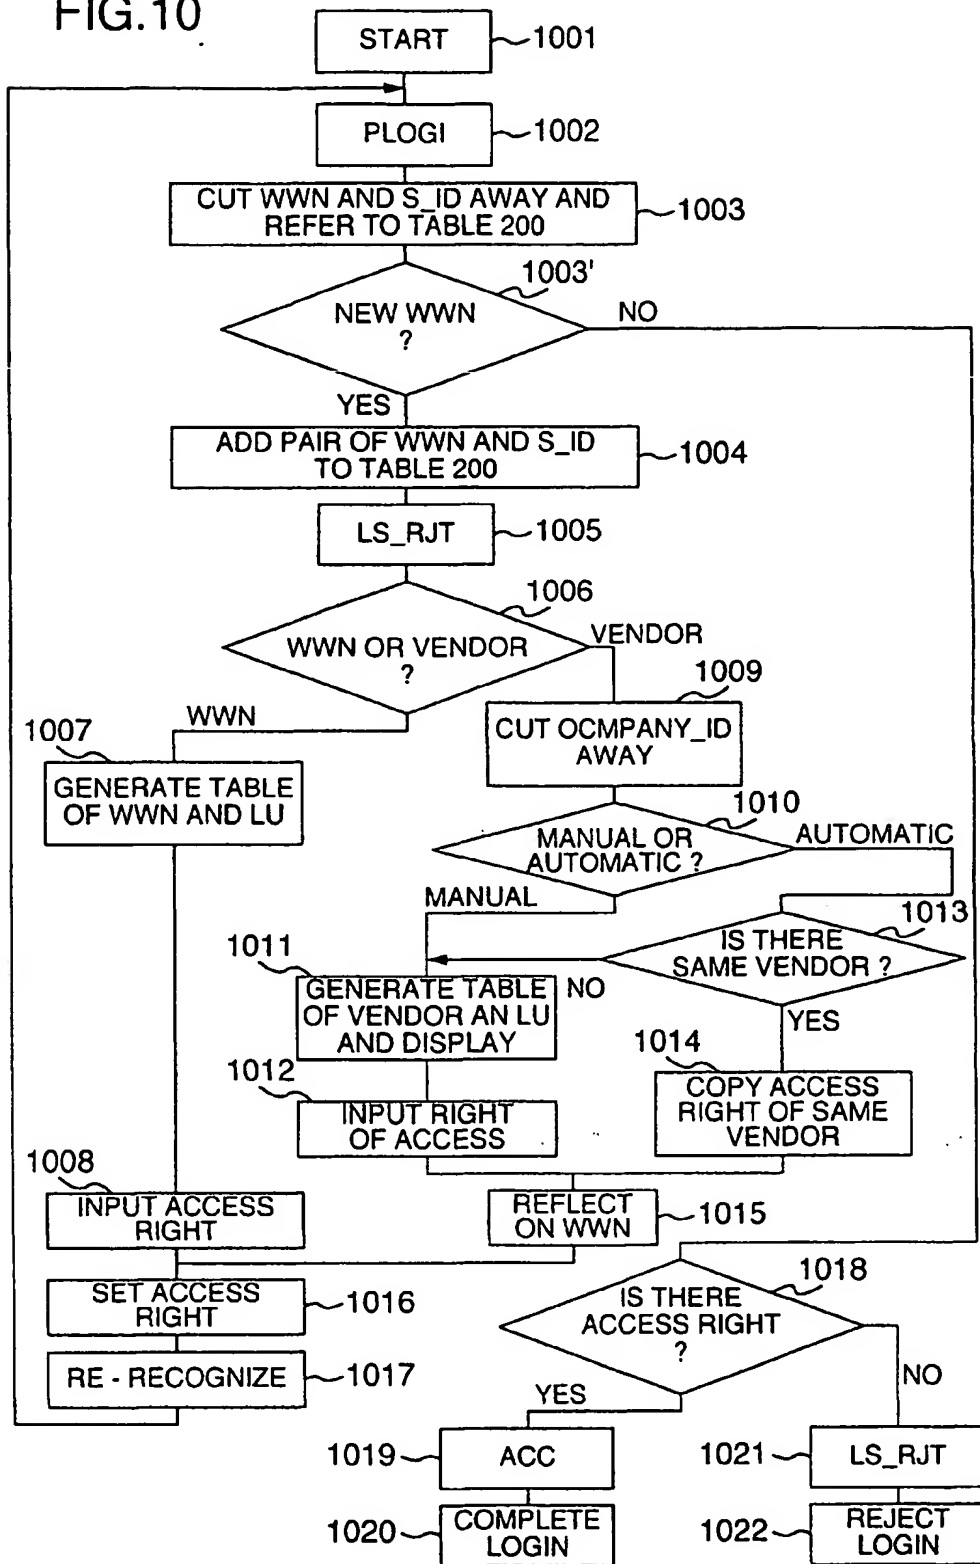 FIG.10
START
1001
PLOGI
1002
CUT WWN AND S_ID AWAY AND
REFER TO TABLE 200
1003
1003'
NEW WWN
?
NO
YES
ADD PAIR OF WWN AND S_ID
TO TABLE 200
1004
LS_RJT
1005
1006
WWN OR VENDOR
?
VENDOR
WWN
1007
GENERATE TABLE
OF WWN AND LU
1009
CUT OCMPANY_ID
AWAY
1010
MANUAL OR
AUTOMATIC ?
AUTOMATIC
MANUAL
1013
IS THERE
SAME VENDOR ?
NO
YES
1011
GENERATE TABLE
OF VENDOR AN LU
AND DISPLAY
1012
INPUT RIGHT
OF ACCESS
1014
COPY ACCESS
RIGHT OF SAME
VENDOR
1008
INPUT ACCESS
RIGHT
REFLECT
ON WWN
1015
SET ACCESS
RIGHT
1016
RE - RECOGNIZE
1017
1018
IS THERE
ACCESS RIGHT
?
YES
NO
1019
ACC
1021
LS_RJT
1020
COMPLETE
LOGIN
1022
REJECT
LOGIN